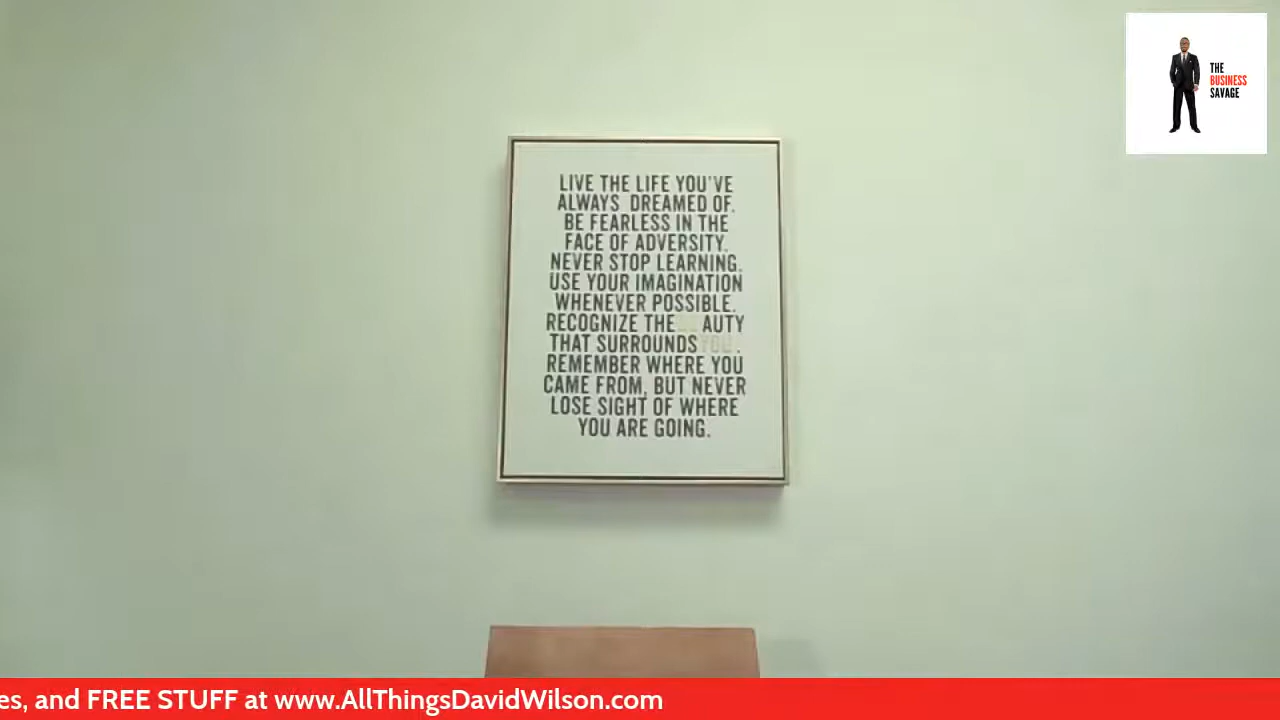 THE
BUSINESS
SAVAGE
LIVE THE LIFE YOU'VE
ALWAYS DREAMED OF.
BE FEARLESS IN THE
FACE OF ADVERSITY.
NEVER STOP LEARNING.
USE YOUR IMAGINATION
WHENEVER POSSIBLE.
RECOGNIZE THE AUTY
THAT SURROUNDS YOU.
REMEMBER WHERE YOU
CAME FROM, BUT NEVER
LOSE SIGHT OF WHERE
YOU ARE GOING.
es, and FREE STUFF at www.AllThingsDavidWilson.com